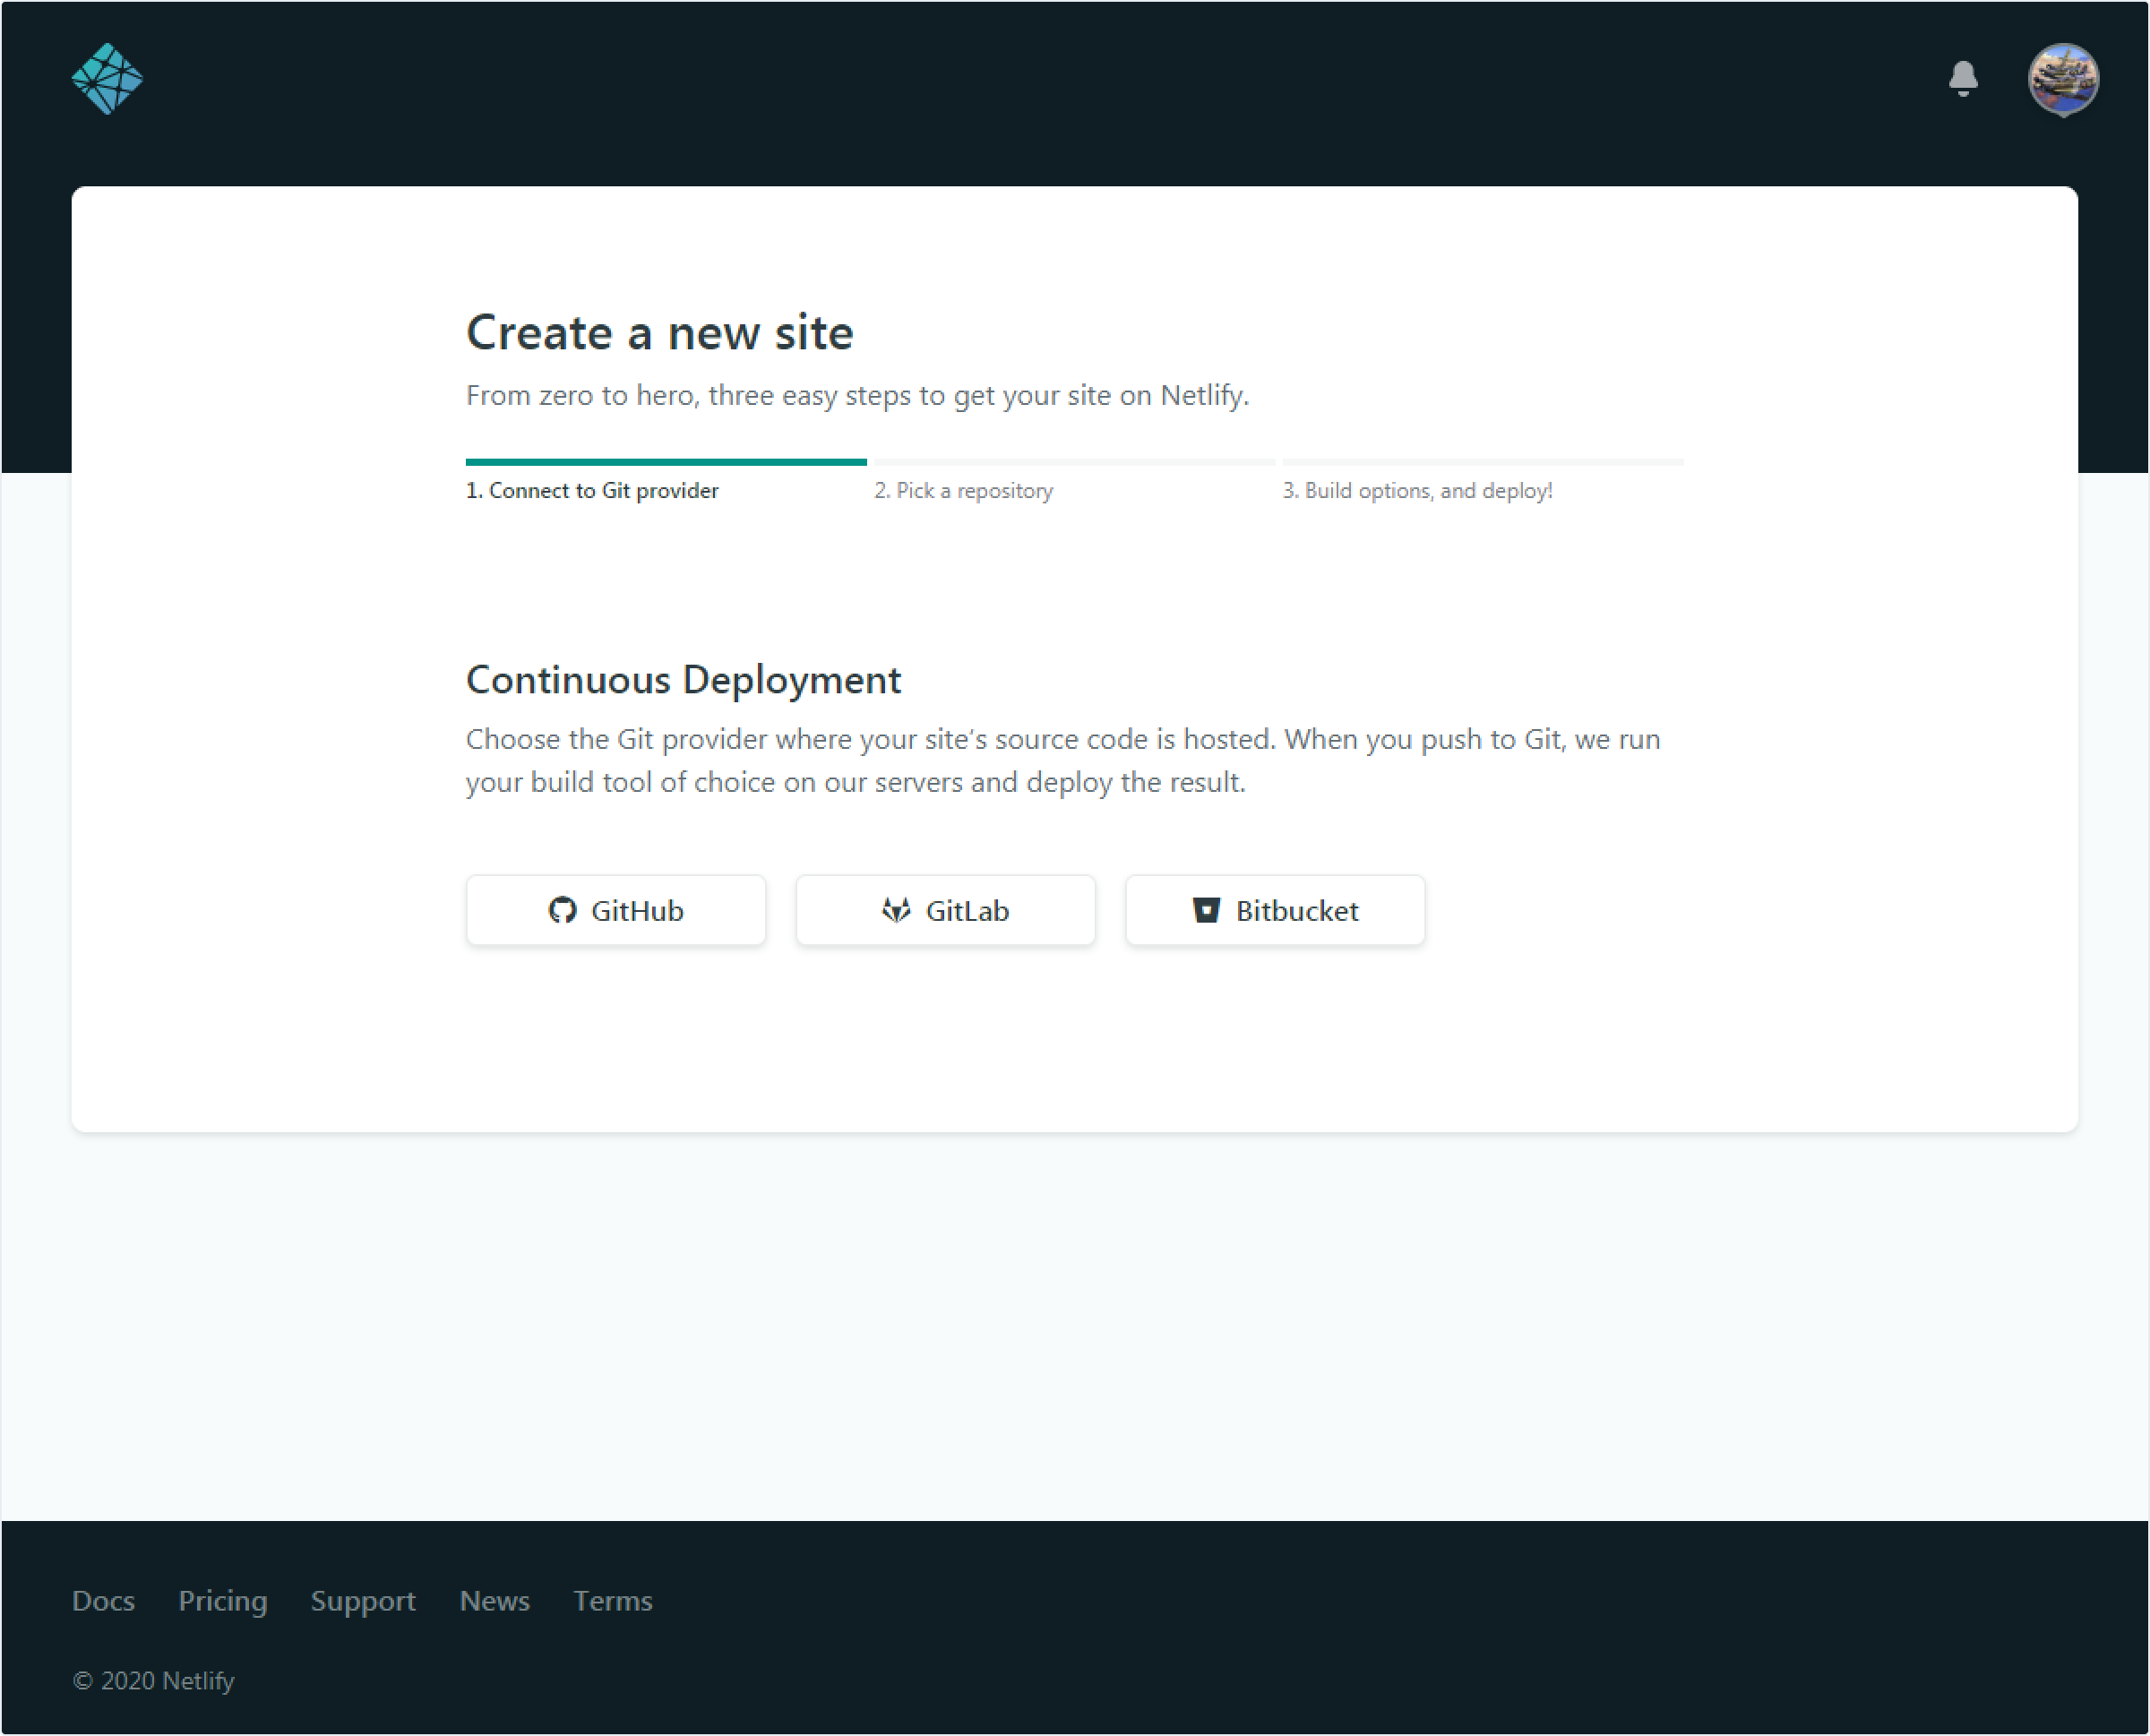 Create a new site
From zero to hero, three easy steps to get your site on Netlify.
1. Connect to Git provider
2. Pick a repository
3. Build options, and deploy!
Continuous Deployment
Choose the Git provider where your site’s source code is hosted. When you push to Git, we run
your build tool of choice on our servers and deploy the result.
GitHub
GitLab
Bitbucket
Docs
Pricing
Support
News
Terms
© 2020 Netlify